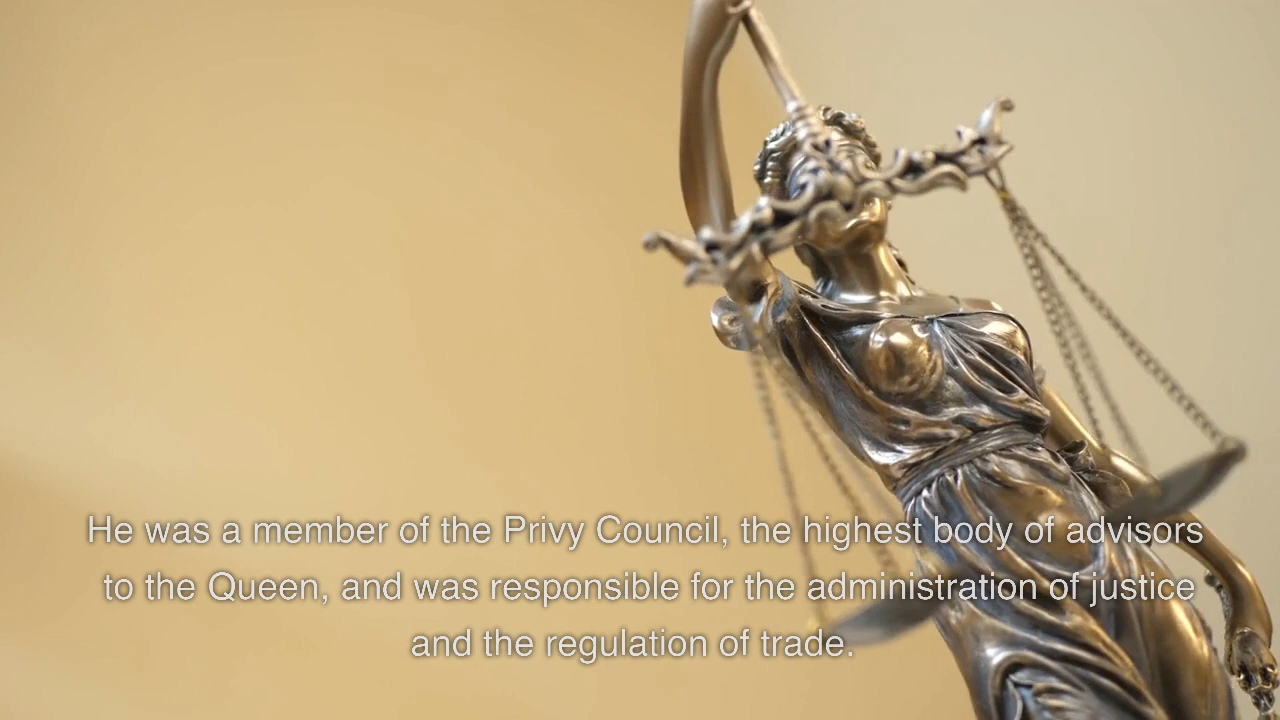 He was a member of the Privy Council, the highest body of advisors
to the Queen, and was responsible for the administration of justice
and the regulation of trade.